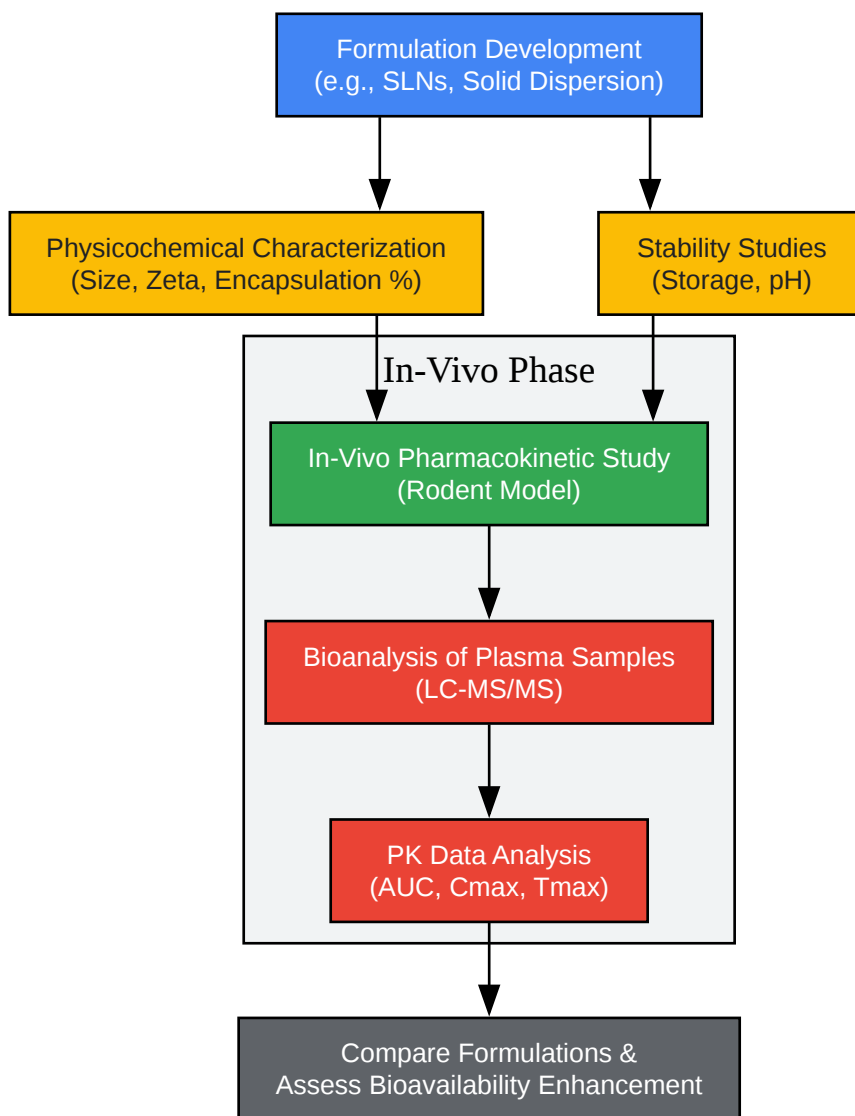 Formulation Development
(e.g., SLNs, Solid Dispersion)
Physicochemical Characterization
(Size, Zeta, Encapsulation %)
Stability Studies
(Storage, pH)
In-Vivo Phase
In-Vivo Pharmacokinetic Study
(Rodent Model)
Bioanalysis of Plasma Samples
(LC-MS/MS)
PK Data Analysis
(AUC, Cmax, Tmax)
Compare Formulations &
Assess Bioavailability Enhancement